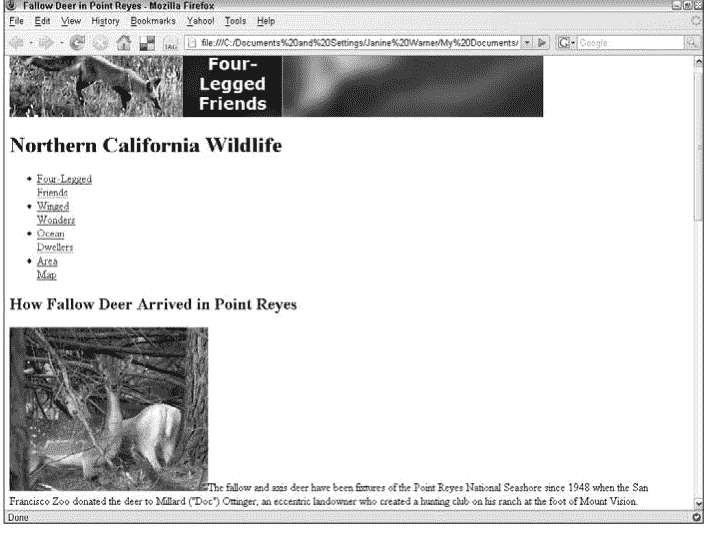 Fallow Deer in Point Reyes - Mozilla Firefox
File Edit View History Bookmarks Yahoo! Tools Help
TAG file:///C:/Documents%20and%20Settings/Janine%20Warner/My%20Documents/ G Google
Four-
Legged
Friends
Northern California Wildlife
Four-Legged
Friends
Winged
Wonders
Ocean
Dwellers
Area
Map
How Fallow Deer Arrived in Point Reyes
The fallow and axis deer have been fixtures of the Point Reyes National Seashore since 1948 when the San
Francisco Zoo donated the deer to Millard ("Doc") Ottinger, an eccentric landowner who created a hunting club on his ranch at the foot of Mount Vision.
Done